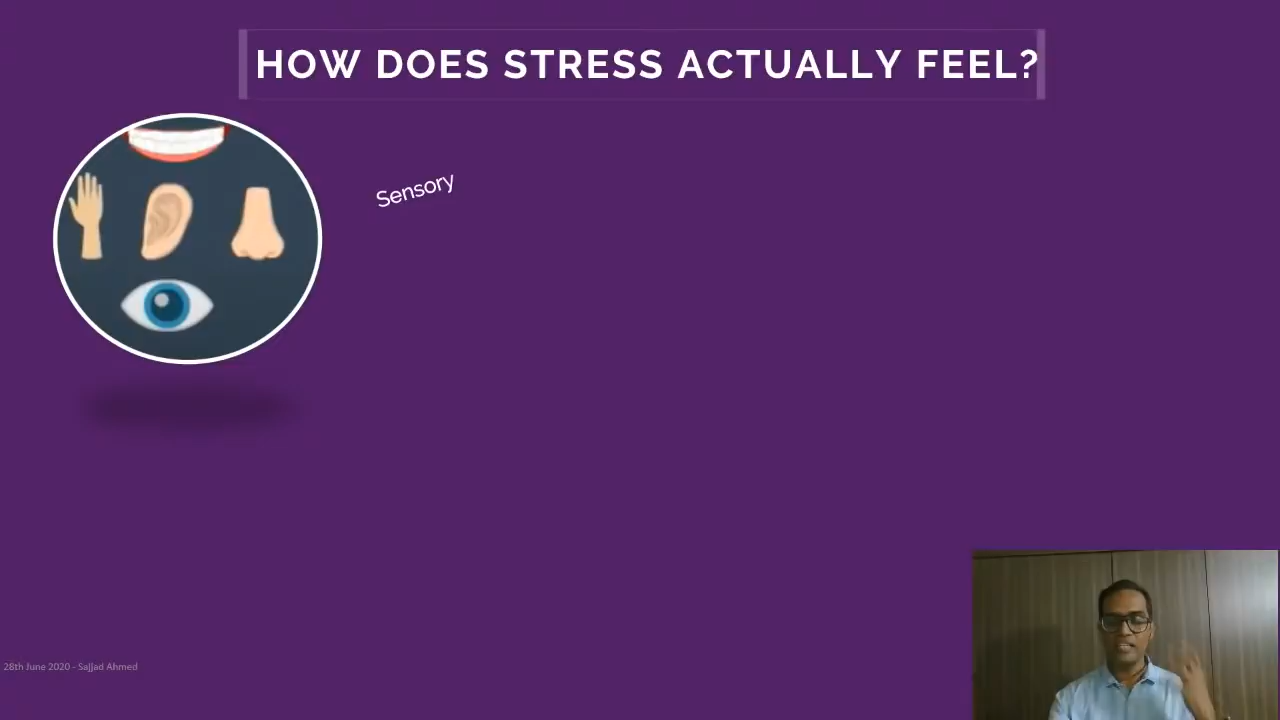 HOW DOES STRESS ACTUALLY FEEL?
Sensory
28th June 2020 - Sajjad Ahmed